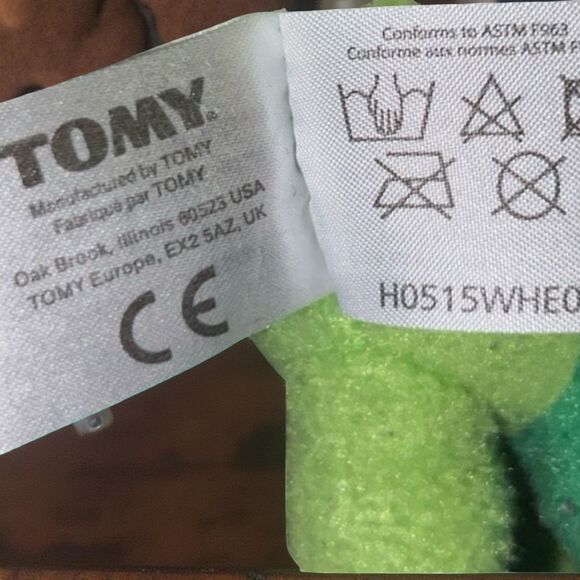 TOMY®
Manufactured by TOMY
Fabriqué par TOMY
Oak Brook, Illinois 60523 USA
TOMY Europe, EX2 5AZ, UK
CE
Conforms to ASTM F963
Conforme aux normes ASTM
H0515WHE0